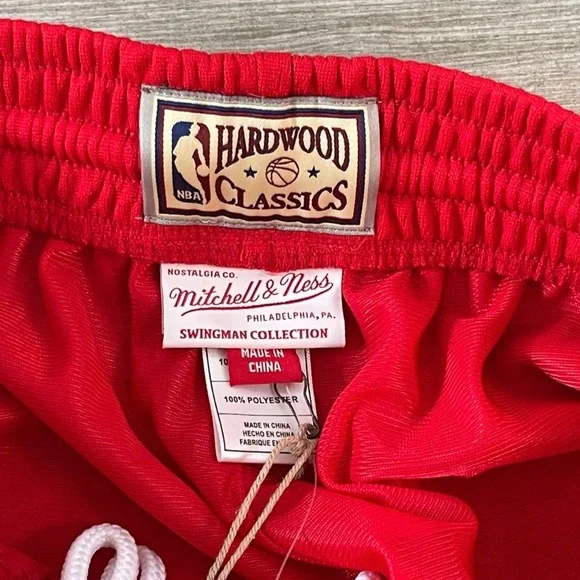 HARDWOOD
CLASSICS
NBA
NOSTALGIA CO.
Mitchell & Ness
PHILADELPHIA, PA.
SWINGMAN COLLECTION
MADE IN
CHINA
100% POLYESTER
MADE IN CHINA
HECHO EN CHINA
FABRIQUE EN